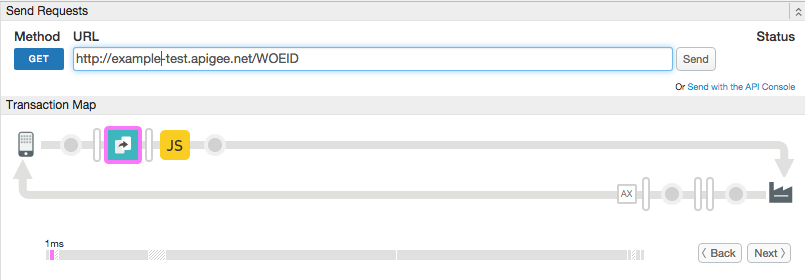 Send Requests
Method URL Status
GET http://example-test.apigee.net/WOEID Send
Or Send with the API Console
Transaction Map
JS
AX
1ms
Back Next